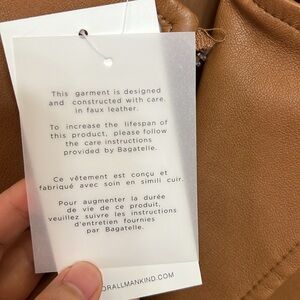 This garment is designed
and constructed with care,
in faux leather.
To increase the lifespan of
this product, please follow
the care instructions
provided by Bagatelle.
Ce vêtement est conçu et
fabriqué avec soin en simili cuir.
Pour augmenter la durée
de vie de ce produit,
veuillez suivre les instructions
d'entretien fournies
par Bagatelle.
ORALLMANKIND.COM